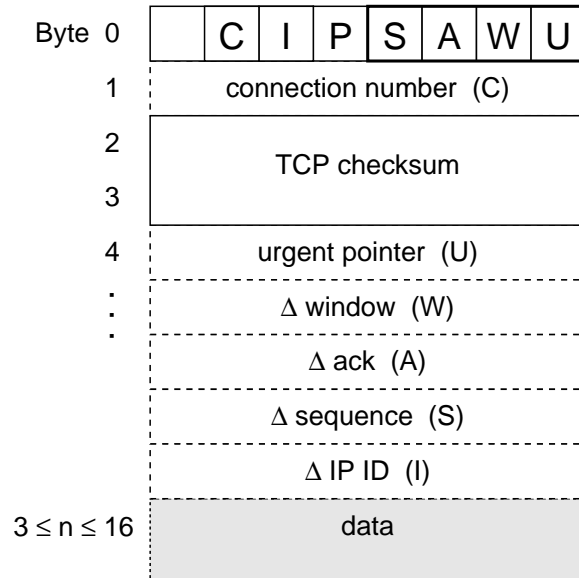 Byte 0 C I P S A W U
1 connection number (C)
2
TCP checksum
3
4 urgent pointer (U)
Δ window (W)
Δ ack (A)
Δ sequence (S)
Δ IP ID (I)
3 ≤ n ≤ 16 data